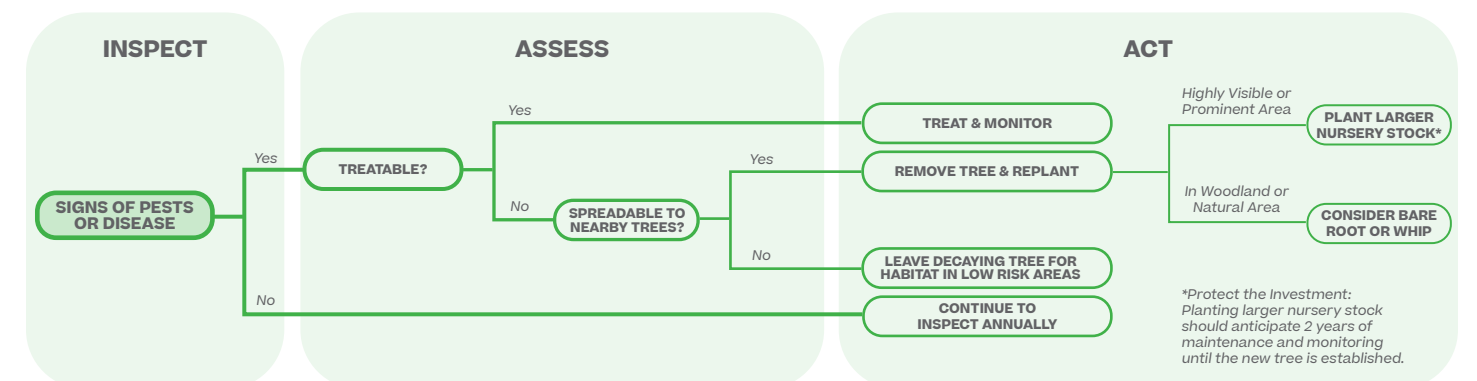 INSPECT
ASSESS
ACT
SIGNS OF PESTS
OR DISEASE
Yes
No
TREATABLE?
Yes
No
SPREADABLE TO
NEARBY TREES?
Yes
No
TREAT & MONITOR
REMOVE TREE & REPLANT
LEAVE DECAYING TREE FOR
HABITAT IN LOW RISK AREAS
CONTINUE TO
INSPECT ANNUALLY
Highly Visible or
Prominent Area
PLANT LARGER
NURSERY STOCK*
In Woodland or
Natural Area
CONSIDER BARE
ROOT OR WHIP
*Protect the Investment:
Planting larger nursery stock
should anticipate 2 years of
maintenance and monitoring
until the new tree is established.